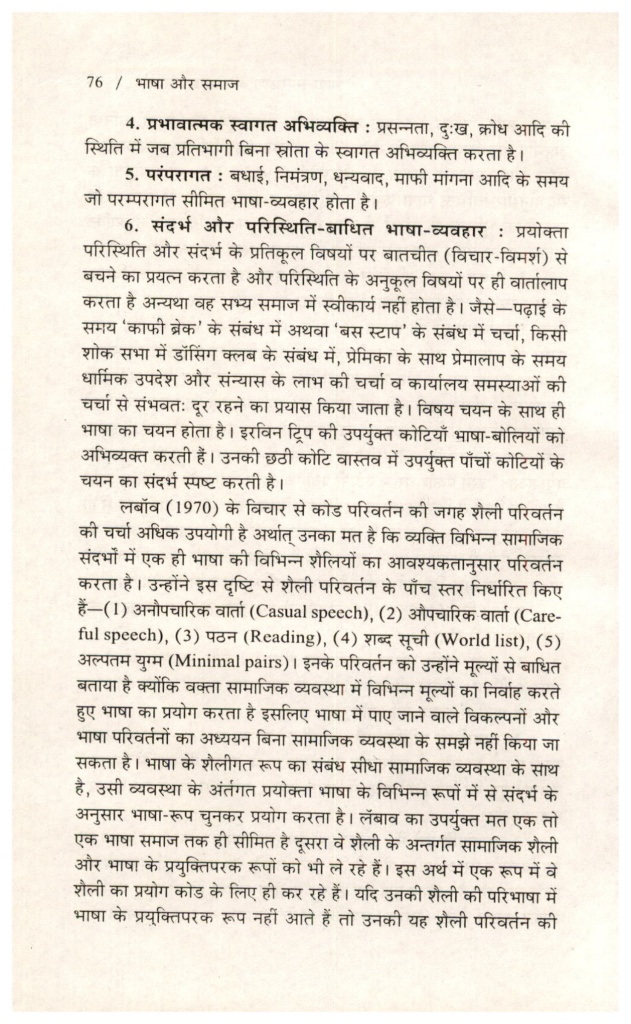 76 / भाषा और समाज
4. प्रभावात्मक स्वागत अभिव्यक्ति : प्रसन्नता, दुःख, क्रोध आदि की
स्थिति में जब प्रतिभागी बिना स्रोता के स्वागत अभिव्यक्ति करता है।
5. परंपरागत : बधाई, निमंत्रण, धन्यवाद, माफी मांगना आदि के समय
जो परम्परागत सीमित भाषा-व्यवहार होता है।
6. संदर्भ और परिस्थिति-बाधित भाषा-व्यवहार : प्रयोक्ता
परिस्थिति और संदर्भ के प्रतिकूल विषयों पर बातचीत (विचार-विमर्श) से
बचने का प्रयत्न करता है और परिस्थिति के अनुकूल विषयों पर ही वार्तालाप
करता है अन्यथा वह सभ्य समाज में स्वीकार्य नहीं होता है। जैसे—पढ़ाई के
समय ‘काफी ब्रेक’ के संबंध में अथवा ‘बस स्टाप’ के संबंध में चर्चा, किसी
शोक सभा में डॉसिंग क्लब के संबंध में, प्रेमिका के साथ प्रेमालाप के समय
धार्मिक उपदेश और संन्यास के लाभ की चर्चा व कार्यालय समस्याओं की
चर्चा से संभवतः दूर रहने का प्रयास किया जाता है। विषय चयन के साथ ही
भाषा का चयन होता है। इरविन ट्रिप की उपर्युक्त कोटियाँ भाषा-बोलियों को
अभिव्यक्त करती हैं। उनकी छठी कोटि वास्तव में उपर्युक्त पाँचों कोटियों के
चयन का संदर्भ स्पष्ट करती है।
लबॉव (1970) के विचार से कोड परिवर्तन की जगह शैली परिवर्तन
की चर्चा अधिक उपयोगी है अर्थात् उनका मत है कि व्यक्ति विभिन्न सामाजिक
संदर्भों में एक ही भाषा की विभिन्न शैलियों का आवश्यकतानुसार परिवर्तन
करता है। उन्होंने इस दृष्टि से शैली परिवर्तन के पाँच स्तर निर्धारित किए
हैं—(1) अनौपचारिक वार्ता (Casual speech), (2) औपचारिक वार्ता (Care-
ful speech), (3) पठन (Reading), (4) शब्द सूची (World list), (5)
अल्पतम युग्म (Minimal pairs)। इनके परिवर्तन को उन्होंने मूल्यों से बाधित
बताया है क्योंकि वक्ता सामाजिक व्यवस्था में विभिन्न मूल्यों का निर्वाह करते
हुए भाषा का प्रयोग करता है इसलिए भाषा में पाए जाने वाले विकल्पनों और
भाषा परिवर्तनों का अध्ययन बिना सामाजिक व्यवस्था के समझे नहीं किया जा
सकता है। भाषा के शैलीगत रूप का संबंध सीधा सामाजिक व्यवस्था के साथ
है, उसी व्यवस्था के अंर्तगत प्रयोक्ता भाषा के विभिन्न रूपों में से संदर्भ के
अनुसार भाषा-रूप चुनकर प्रयोग करता है। लॅबाव का उपर्युक्त मत एक तो
एक भाषा समाज तक ही सीमित है दूसरा वे शैली के अन्तर्गत सामाजिक शैली
और भाषा के प्रयुक्तिपरक रूपों को भी ले रहे हैं। इस अर्थ में एक रूप में वे
शैली का प्रयोग कोड के लिए ही कर रहे हैं। यदि उनकी शैली की परिभाषा में
भाषा के प्रयुक्तिपरक रूप नहीं आते हैं तो उनकी यह शैली परिवर्तन की